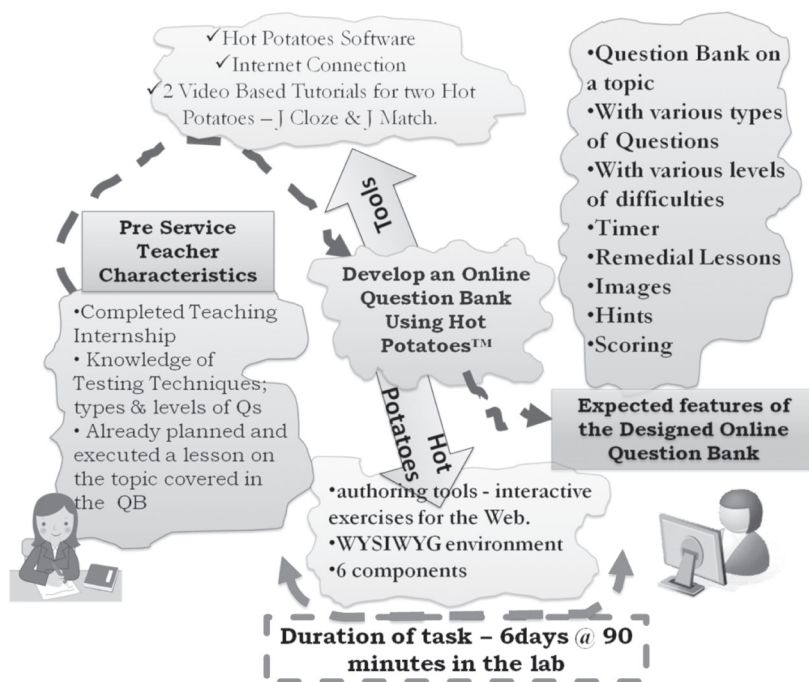 ✓Hot Potatoes Software
✓Internet Connection
✓2 Video Based Tutorials for two Hot
Potatoes – J Cloze & J Match.
Tools
Pre Service
Teacher
Characteristics
•Completed Teaching
Internship
• Knowledge of
Testing Techniques;
types & levels of Qs
• Already planned and
executed a lesson on
the topic covered in
the QB
Develop an Online
Question Bank
Using Hot
Potatoes™
Hot
Potatoes
•authoring tools - interactive
exercises for the Web.
•WYSIWYG environment
•6 components
•Question Bank on
a topic
•With various types
of Questions
•With various levels
of difficulties
•Timer
•Remedial Lessons
•Images
•Hints
•Scoring
Expected features of
the Designed Online
Question Bank
Duration of task – 6days @ 90
minutes in the lab